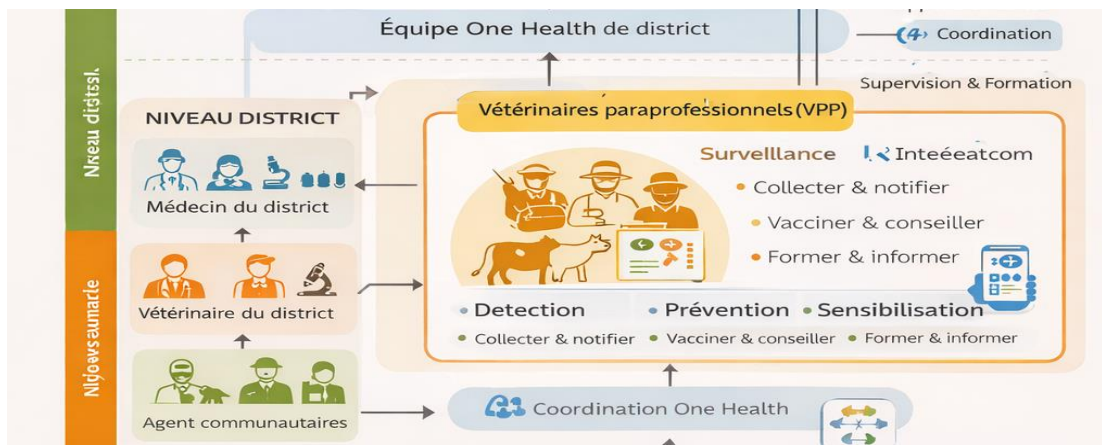 Équipe One Health de district
(4) Coordination
Supervision & Formation
NIVEAU DISTRICT
Médecin du district
Vétérinaire du district
Agent communautaires
Vétérinaires paraprofessionnels (VPP)
Surveillance
Inteéeatcom
Collecter & notifier
Vacciner & conseiller
Former & informer
Detection
Prévention
Sensibilisation
Collecter & notifier
Vacciner & conseiller
Former & informer
Coordination One Health